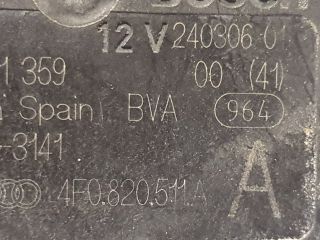 12 V 240306 01
1 359 00 (41)
Spain BVA 964
-3141
A
4F0.820.511.A